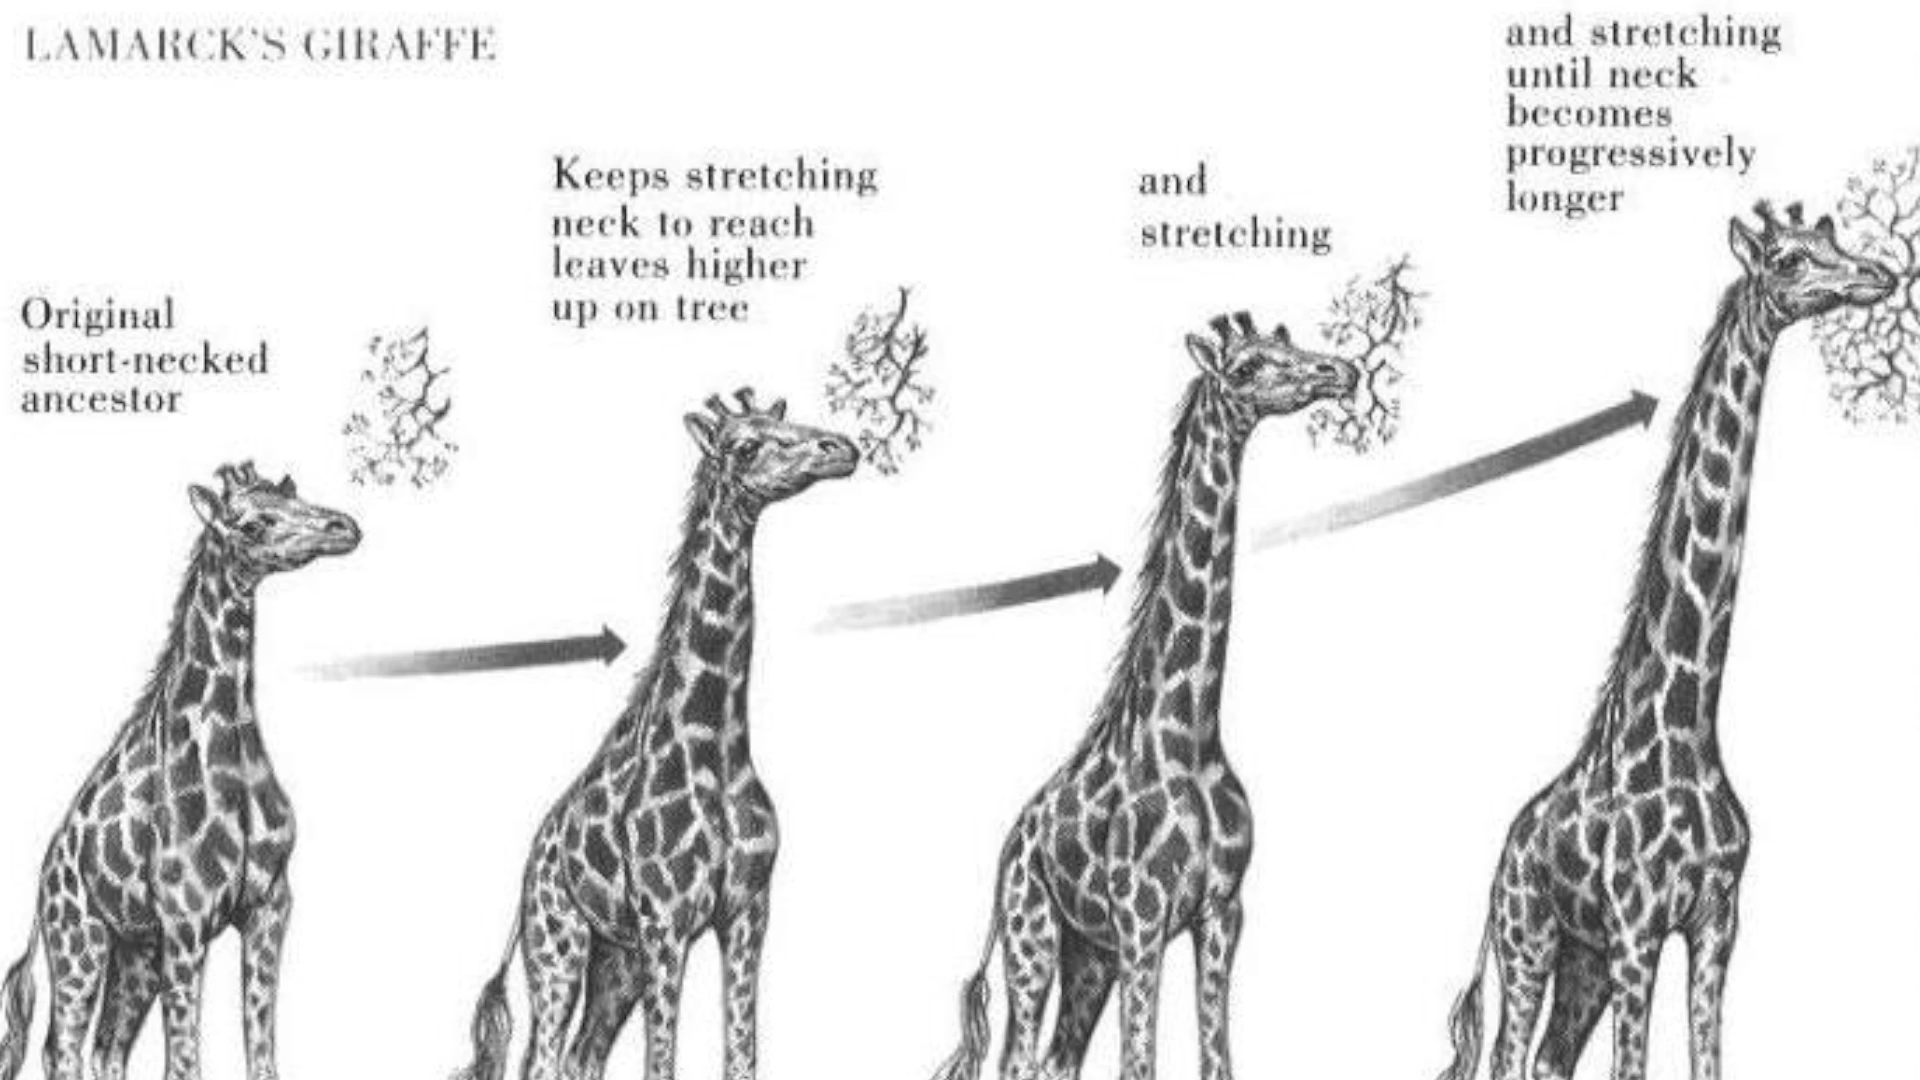 LAMARCK'S GIRAFFE
Original
short-necked
ancestor
Keeps stretching
neck to reach
leaves higher
up on tree
and
stretching
and stretching
until neck
becomes
progressively
longer